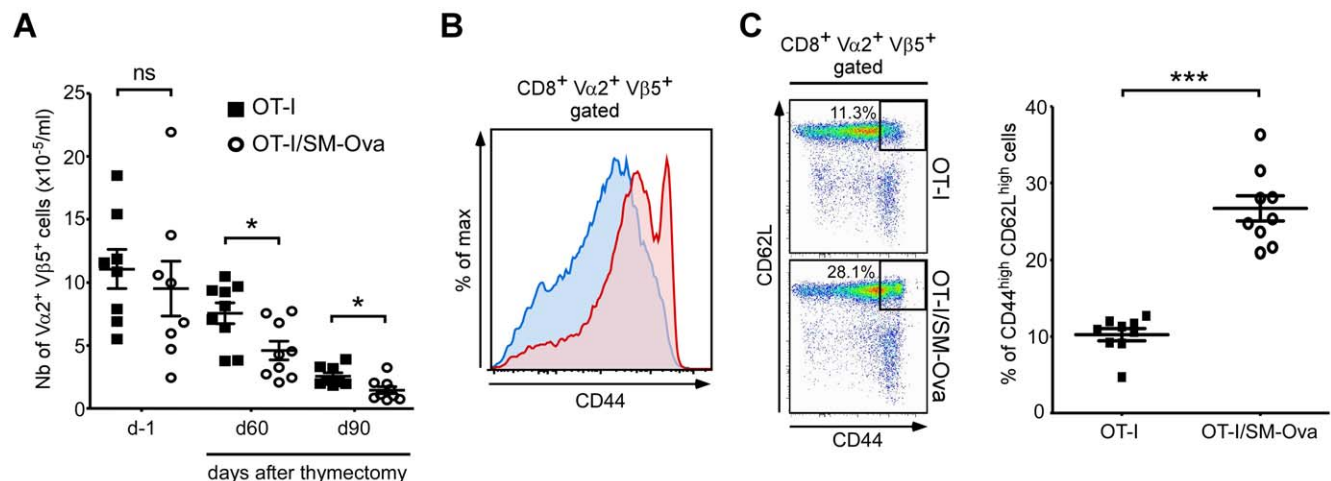 A
ns
25
20
15
10
5
0
Nb of Vα2⁺ Vβ5⁺ cells (x10⁻⁵/ml)
OT-I
OT-I/SM-Ova
*
*
d-1 d60 d90
days after thymectomy
B
CD8⁺ Vα2⁺ Vβ5⁺
gated
% of max
CD44
C
CD8⁺ Vα2⁺ Vβ5⁺
gated
11.3%
OT-I
28.1%
OT-I/SM-Ova
CD62L
CD44
***
40
30
20
10
0
% of CD44ʰⁱᵍʰ CD62Lʰⁱᵍʰ cells
OT-I OT-I/SM-Ova